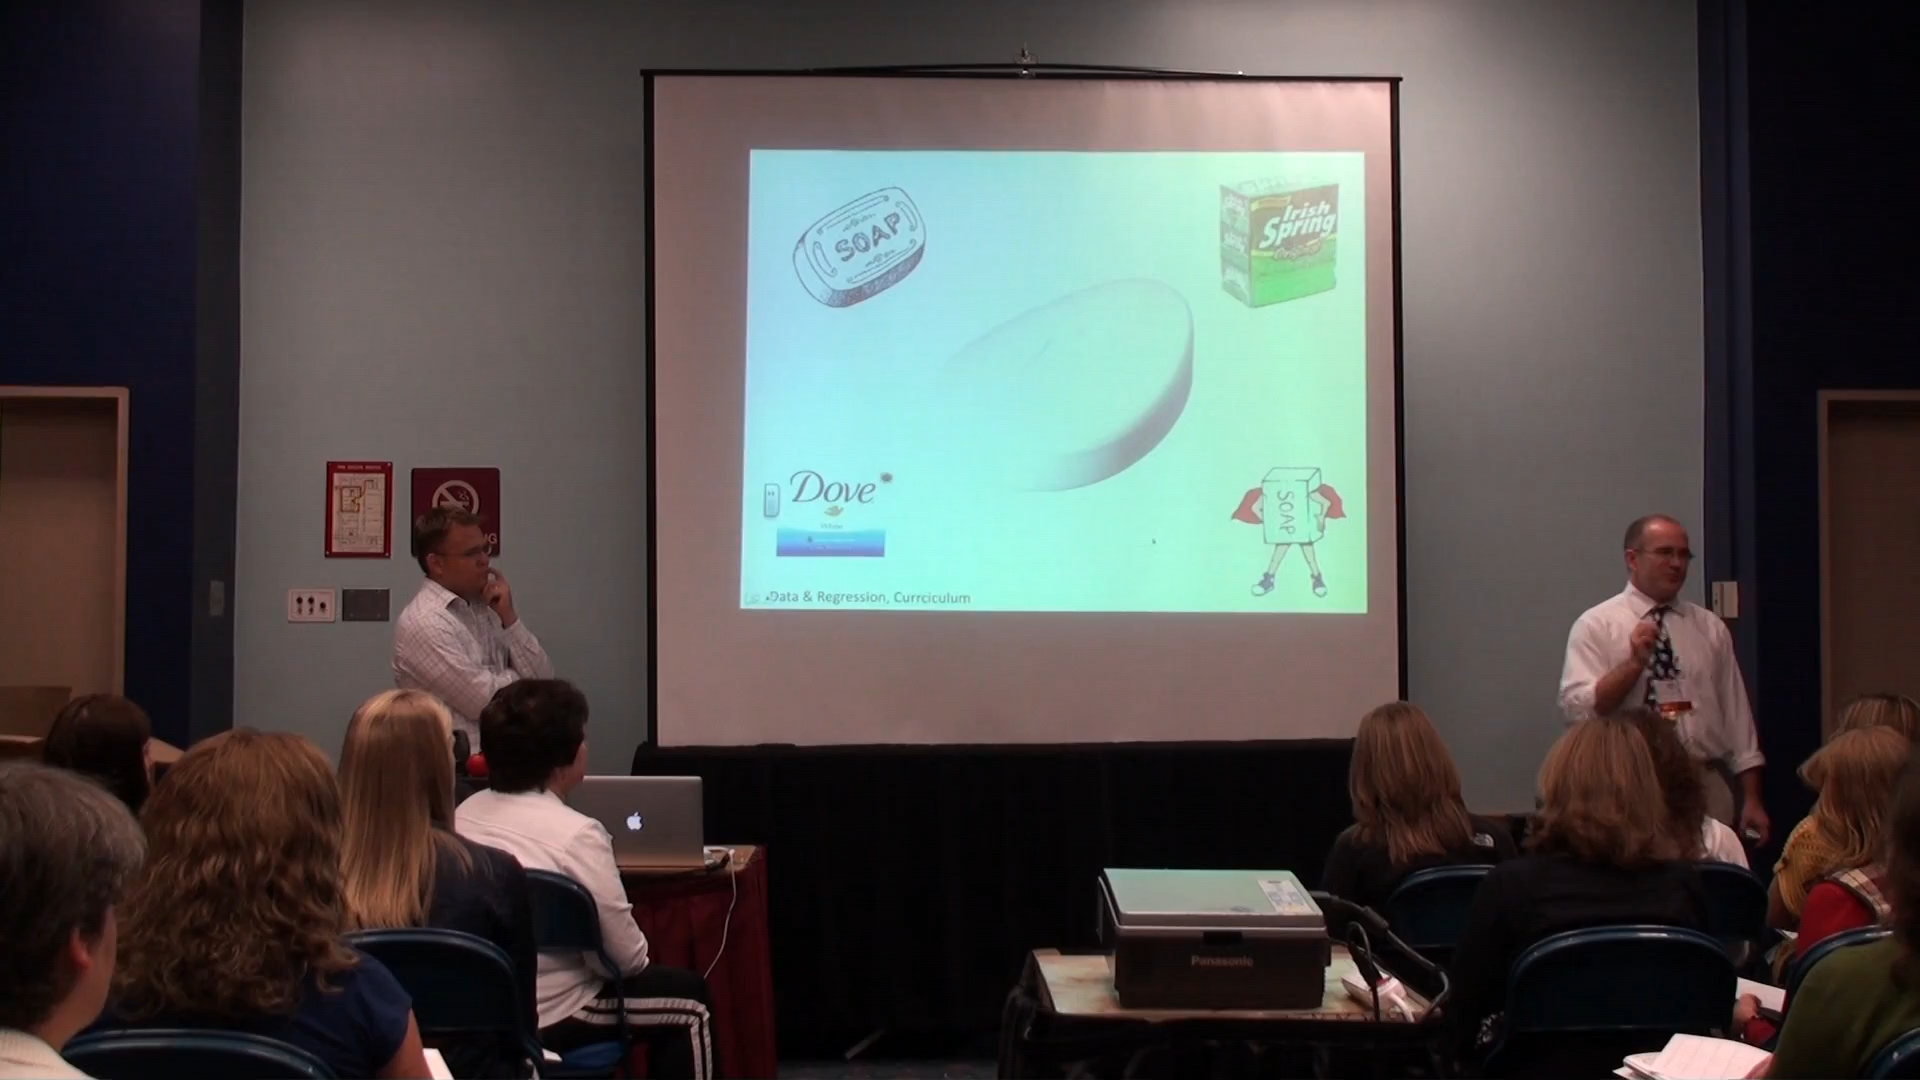 SOAP
Irish
Spring
Original
Dove
SOAP
Data & Regression, Currciculum
Panasonic